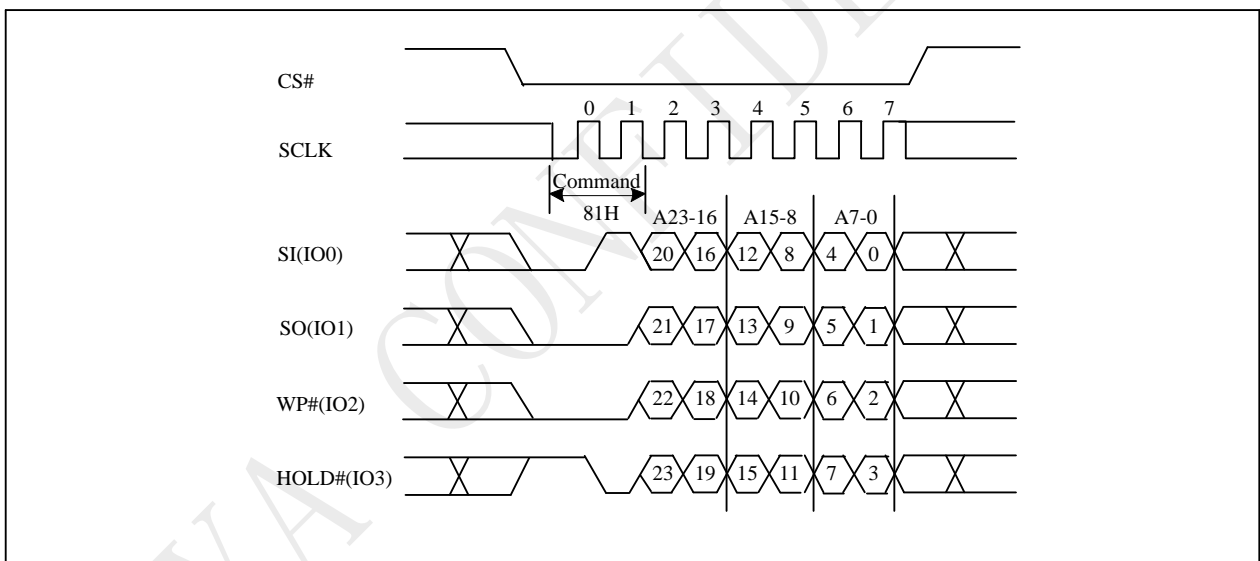 CS#
0 1 2 3 4 5 6 7
SCLK
Command
81H
A23-16 A15-8 A7-0
SI(IO0) 20 16 12 8 4 0
SO(IO1) 21 17 13 9 5 1
WP#(IO2) 22 18 14 10 6 2
HOLD#(IO3) 23 19 15 11 7 3
VA CONFIDE